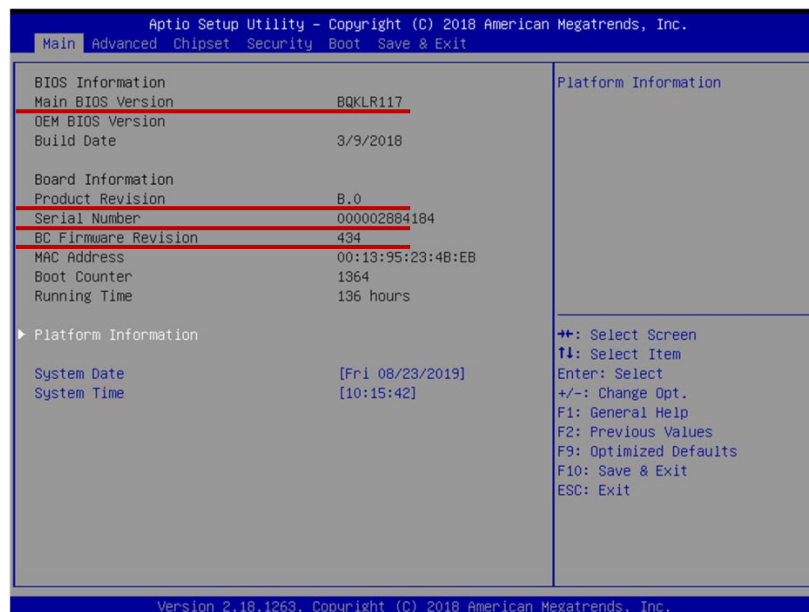 Aptio Setup Utility – Copyright (C) 2018 American Megatrends, Inc.
Main Advanced Chipset Security Boot Save & Exit
BIOS Information
Main BIOS Version BQKLR117
OEM BIOS Version
Build Date 3/9/2018
Board Information
Product Revision B.0
Serial Number 000002884184
BC Firmware Revision 434
MAC Address 00:13:95:23:4B:EB
Boot Counter 1364
Running Time 136 hours
Platform Information
System Date [Fri 08/23/2019]
System Time [10:15:42]
Platform Information
→←: Select Screen
↑↓: Select Item
Enter: Select
+/-: Change Opt.
F1: General Help
F2: Previous Values
F9: Optimized Defaults
F10: Save & Exit
ESC: Exit
Version 2.18.1263. Copyright (C) 2018 American Megatrends, Inc.